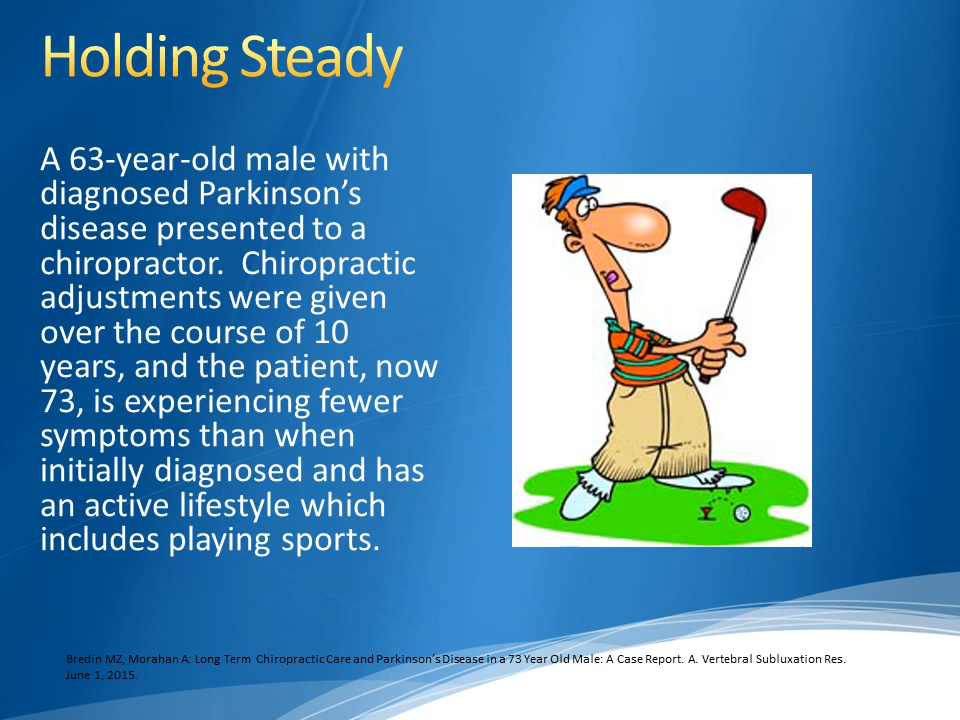 Holding Steady
A 63-year-old male with
diagnosed Parkinson’s
disease presented to a
chiropractor.  Chiropractic
adjustments were given
over the course of 10
years, and the patient, now
73, is experiencing fewer
symptoms than when
initially diagnosed and has
an active lifestyle which
includes playing sports.
Bredin MZ, Morahan A: Long Term Chiropractic Care and Parkinson’s Disease in a 73 Year Old Male: A Case Report. A. Vertebral Subluxation Res.
June 1, 2015.